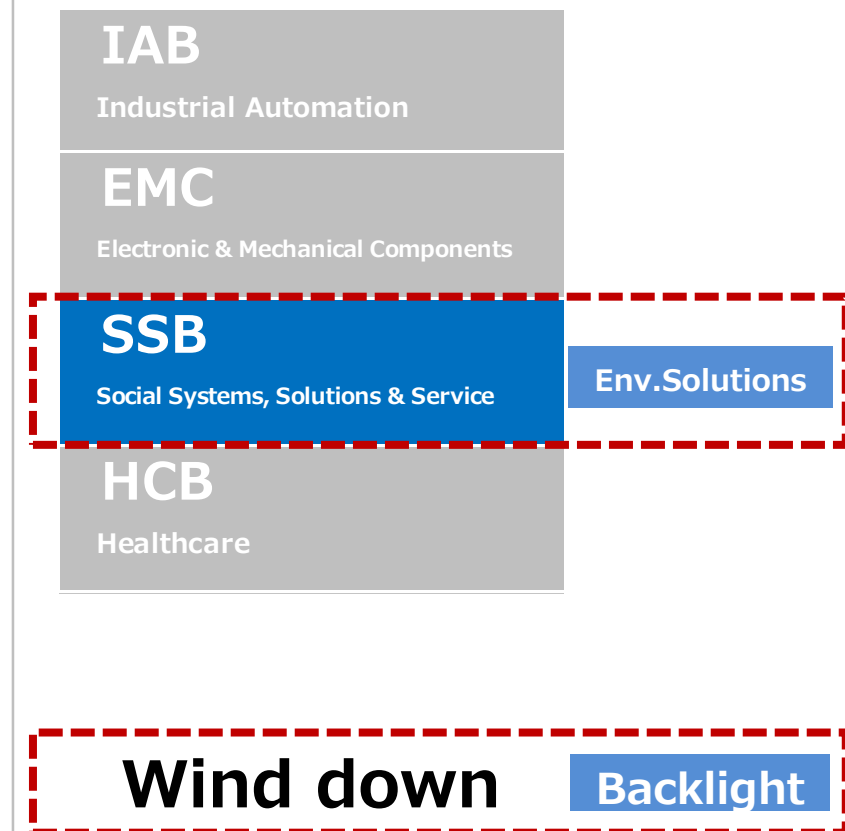 IAB
Industrial Automation
EMC
Electronic & Mechanical Components
SSB
Social Systems, Solutions & Service
Env.Solutions
HCB
Healthcare
Wind down
Backlight